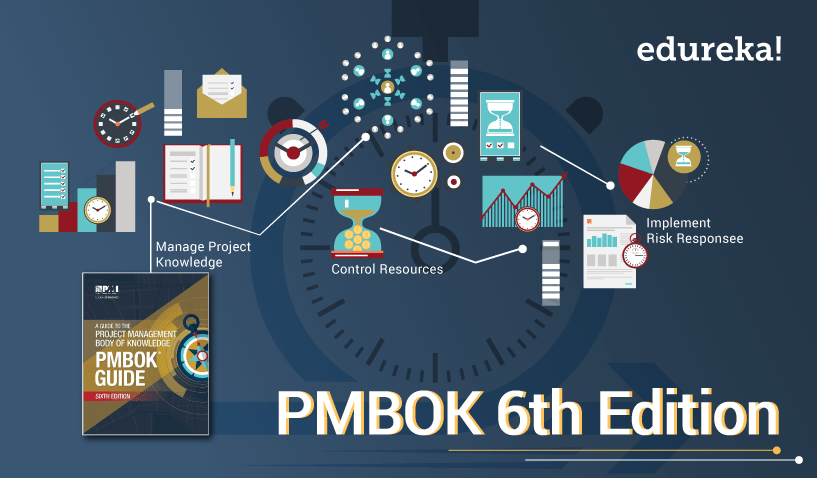 edureka!
Manage Project
Knowledge
Control Resources
Implement
Risk Responsee
PMI
A GUIDE TO THE
PROJECT MANAGEMENT
BODY OF KNOWLEDGE
PMBOK®
GUIDE
SIXTH EDITION
PMBOK 6th Edition